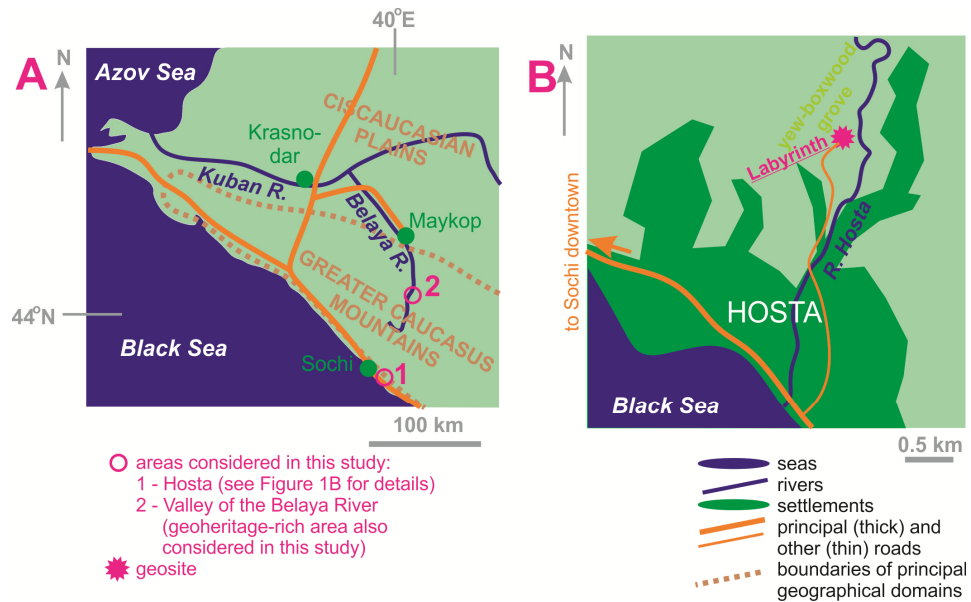 40°E
A
N
Azov Sea
CISCAUCASIAN
PLAINS
Krasno-
dar
Kuban R.
Belaya R.
Maykop
GREATER CAUCASUS
MOUNTAINS
2
44°N
Black Sea
Sochi
1
100 km
areas considered in this study:
1 - Hosta (see Figure 1B for details)
2 - Valley of the Belaya River
(geoheritage-rich area also
considered in this study)
geosite
B
N
yew-boxwood
grove
Labyrinth
R. Hosta
to Sochi downtown
HOSTA
Black Sea
0.5 km
seas
rivers
settlements
principal (thick) and
other (thin) roads
boundaries of principal
geographical domains